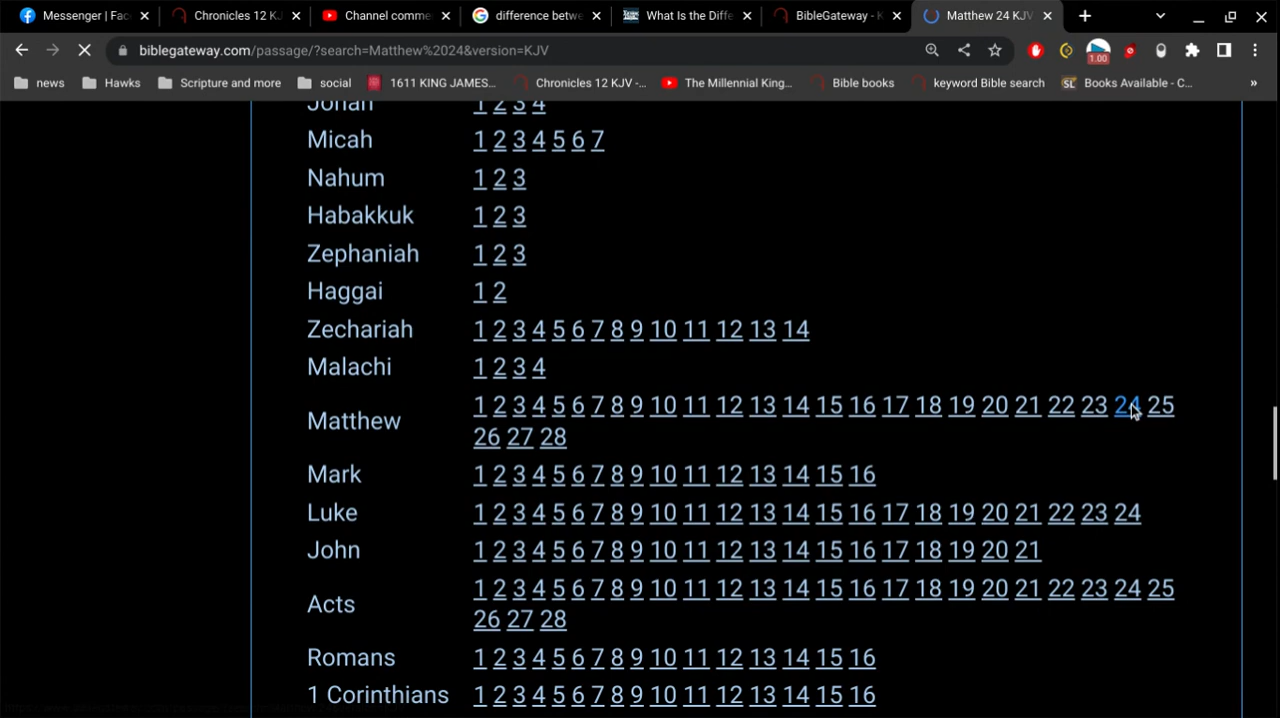 Messenger | Fac
Chronicles 12 KJ
Channel comme
difference betw
What Is the Diffe
BibleGateway - K
Matthew 24 KJV
biblegateway.com/passage/?search=Matthew%2024&version=KJV
1.00
news
Hawks
Scripture and more
social
1611 KING JAMES...
Chronicles 12 KJV -...
The Millennial King...
Bible books
keyword Bible search
SL
Books Available - C...
»
Jonah 1 2 3 4
Micah 1 2 3 4 5 6 7
Nahum 1 2 3
Habakkuk 1 2 3
Zephaniah 1 2 3
Haggai 1 2
Zechariah 1 2 3 4 5 6 7 8 9 10 11 12 13 14
Malachi 1 2 3 4
Matthew 1 2 3 4 5 6 7 8 9 10 11 12 13 14 15 16 17 18 19 20 21 22 23 24 25
26 27 28
Mark 1 2 3 4 5 6 7 8 9 10 11 12 13 14 15 16
Luke 1 2 3 4 5 6 7 8 9 10 11 12 13 14 15 16 17 18 19 20 21 22 23 24
John 1 2 3 4 5 6 7 8 9 10 11 12 13 14 15 16 17 18 19 20 21
Acts 1 2 3 4 5 6 7 8 9 10 11 12 13 14 15 16 17 18 19 20 21 22 23 24 25
26 27 28
Romans 1 2 3 4 5 6 7 8 9 10 11 12 13 14 15 16
1 Corinthians 1 2 3 4 5 6 7 8 9 10 11 12 13 14 15 16